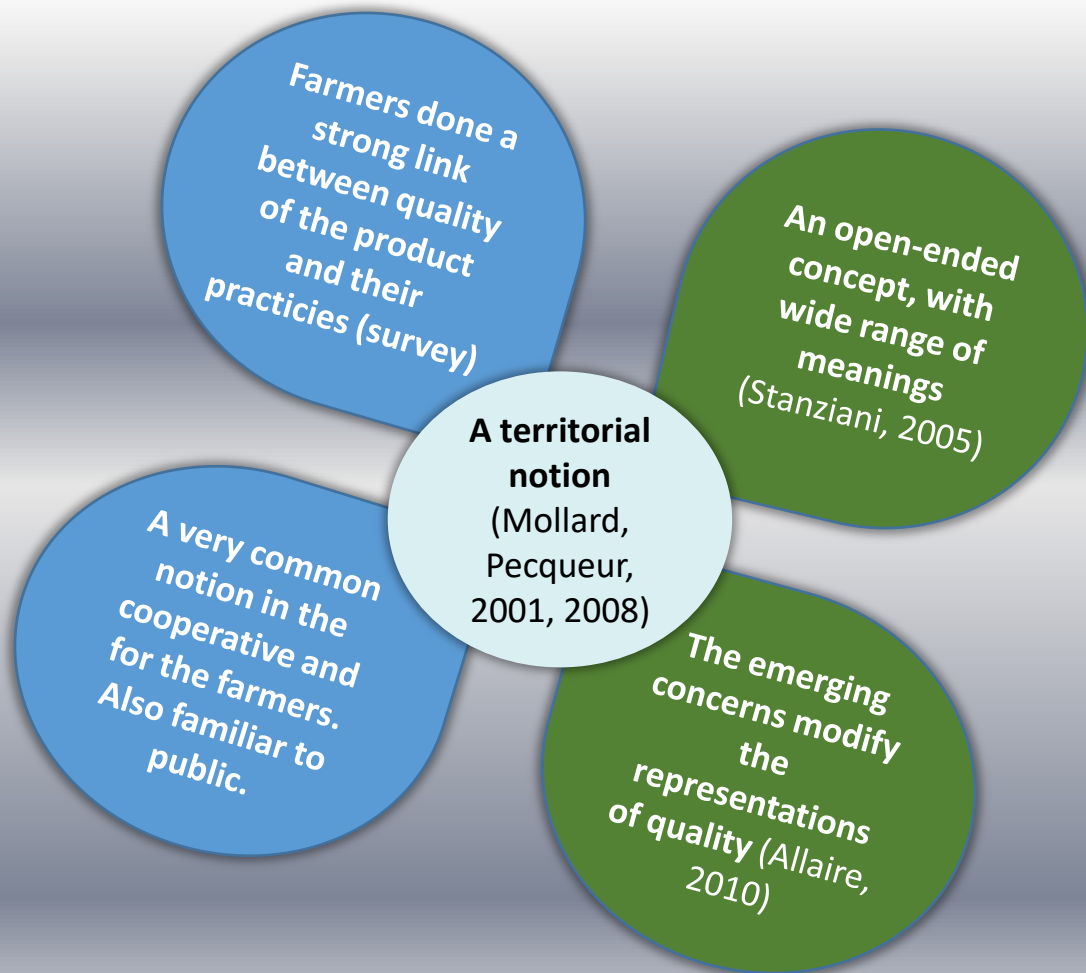 Farmers done a
strong link
between quality
of the product
and their
practicies (survey)
An open-ended
concept, with
wide range of
meanings
(Stanziani, 2005)
A territorial
notion
(Mollard,
Pecqueur,
2001, 2008)
A very common
notion in the
cooperative and
for the farmers.
Also familiar to
public.
The emerging
concerns modify
the
representations
of quality (Allaire,
2010)